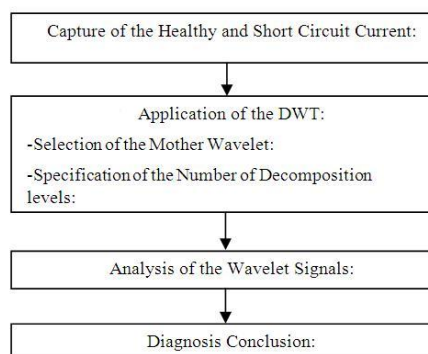 Capture of the Healthy and Short Circuit Current:
Application of the DWT:
-Selection of the Mother Wavelet:
-Specification of the Number of Decomposition
levels:
Analysis of the Wavelet Signals:
Diagnosis Conclusion: